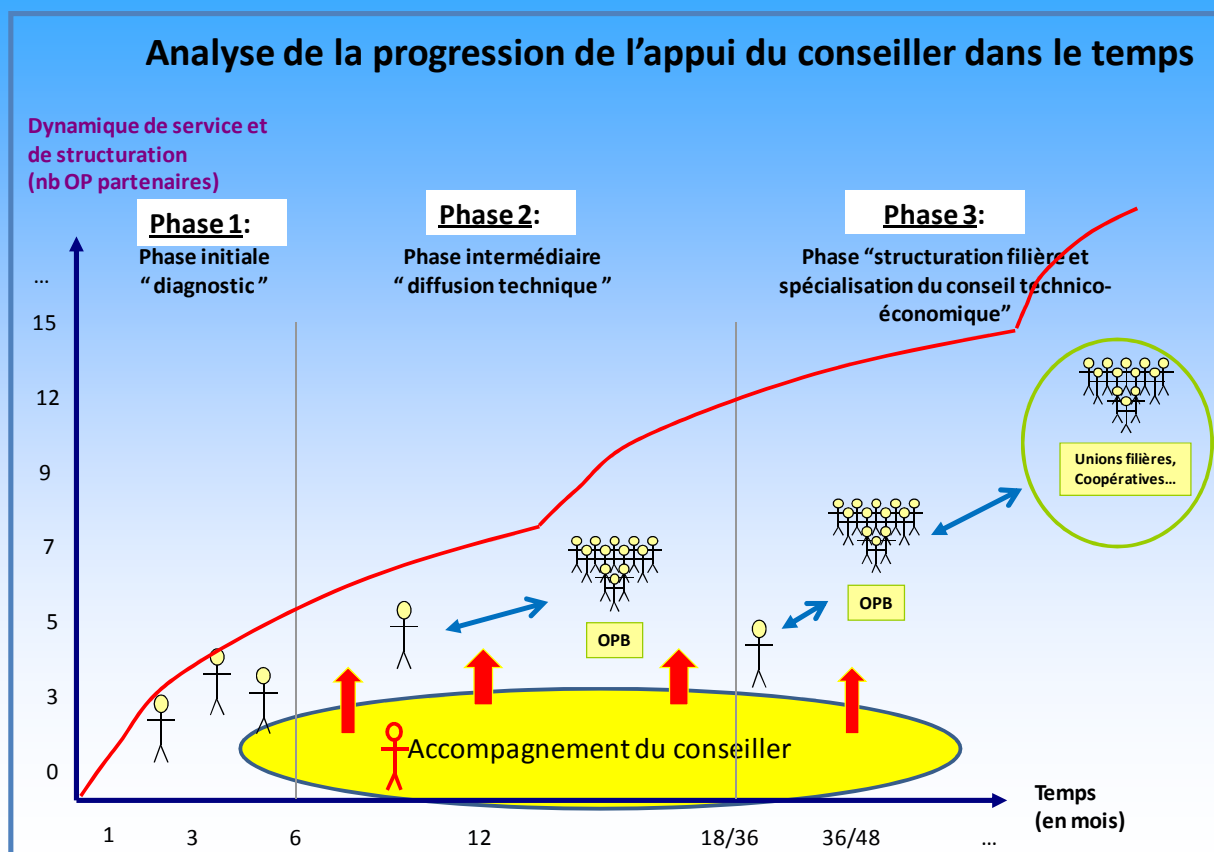 Analyse de la progression de l’appui du conseiller dans le temps
Dynamique de service et
de structuration
(nb OP partenaires)
Phase 1:
Phase initiale
“ diagnostic ”
Phase 2:
Phase intermédiaire
“ diffusion technique ”
Phase 3:
Phase “structuration filière et
spécialisation du conseil technico-
économique”
...
15
12
9
7
5
3
0
Unions filières,
Coopératives...
OPB
OPB
Accompagnement du conseiller
Temps
(en mois)
1
3
6
12
18/36
36/48
...